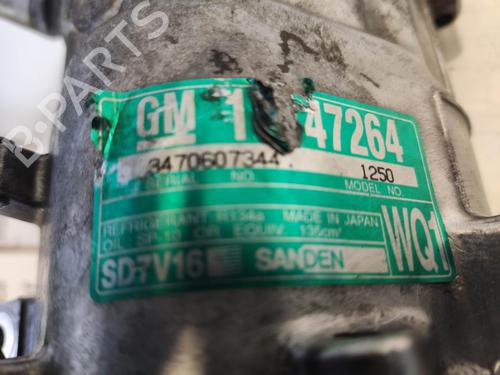 GM 1 47264
3470607344 1250
SERIAL NO. MODEL NO.
REFRIGERANT R134a MADE IN JAPAN
OIL SP-10 OR EQUIV. 135cm³
SD7V16 SANDEN WQ1
B-PARTS